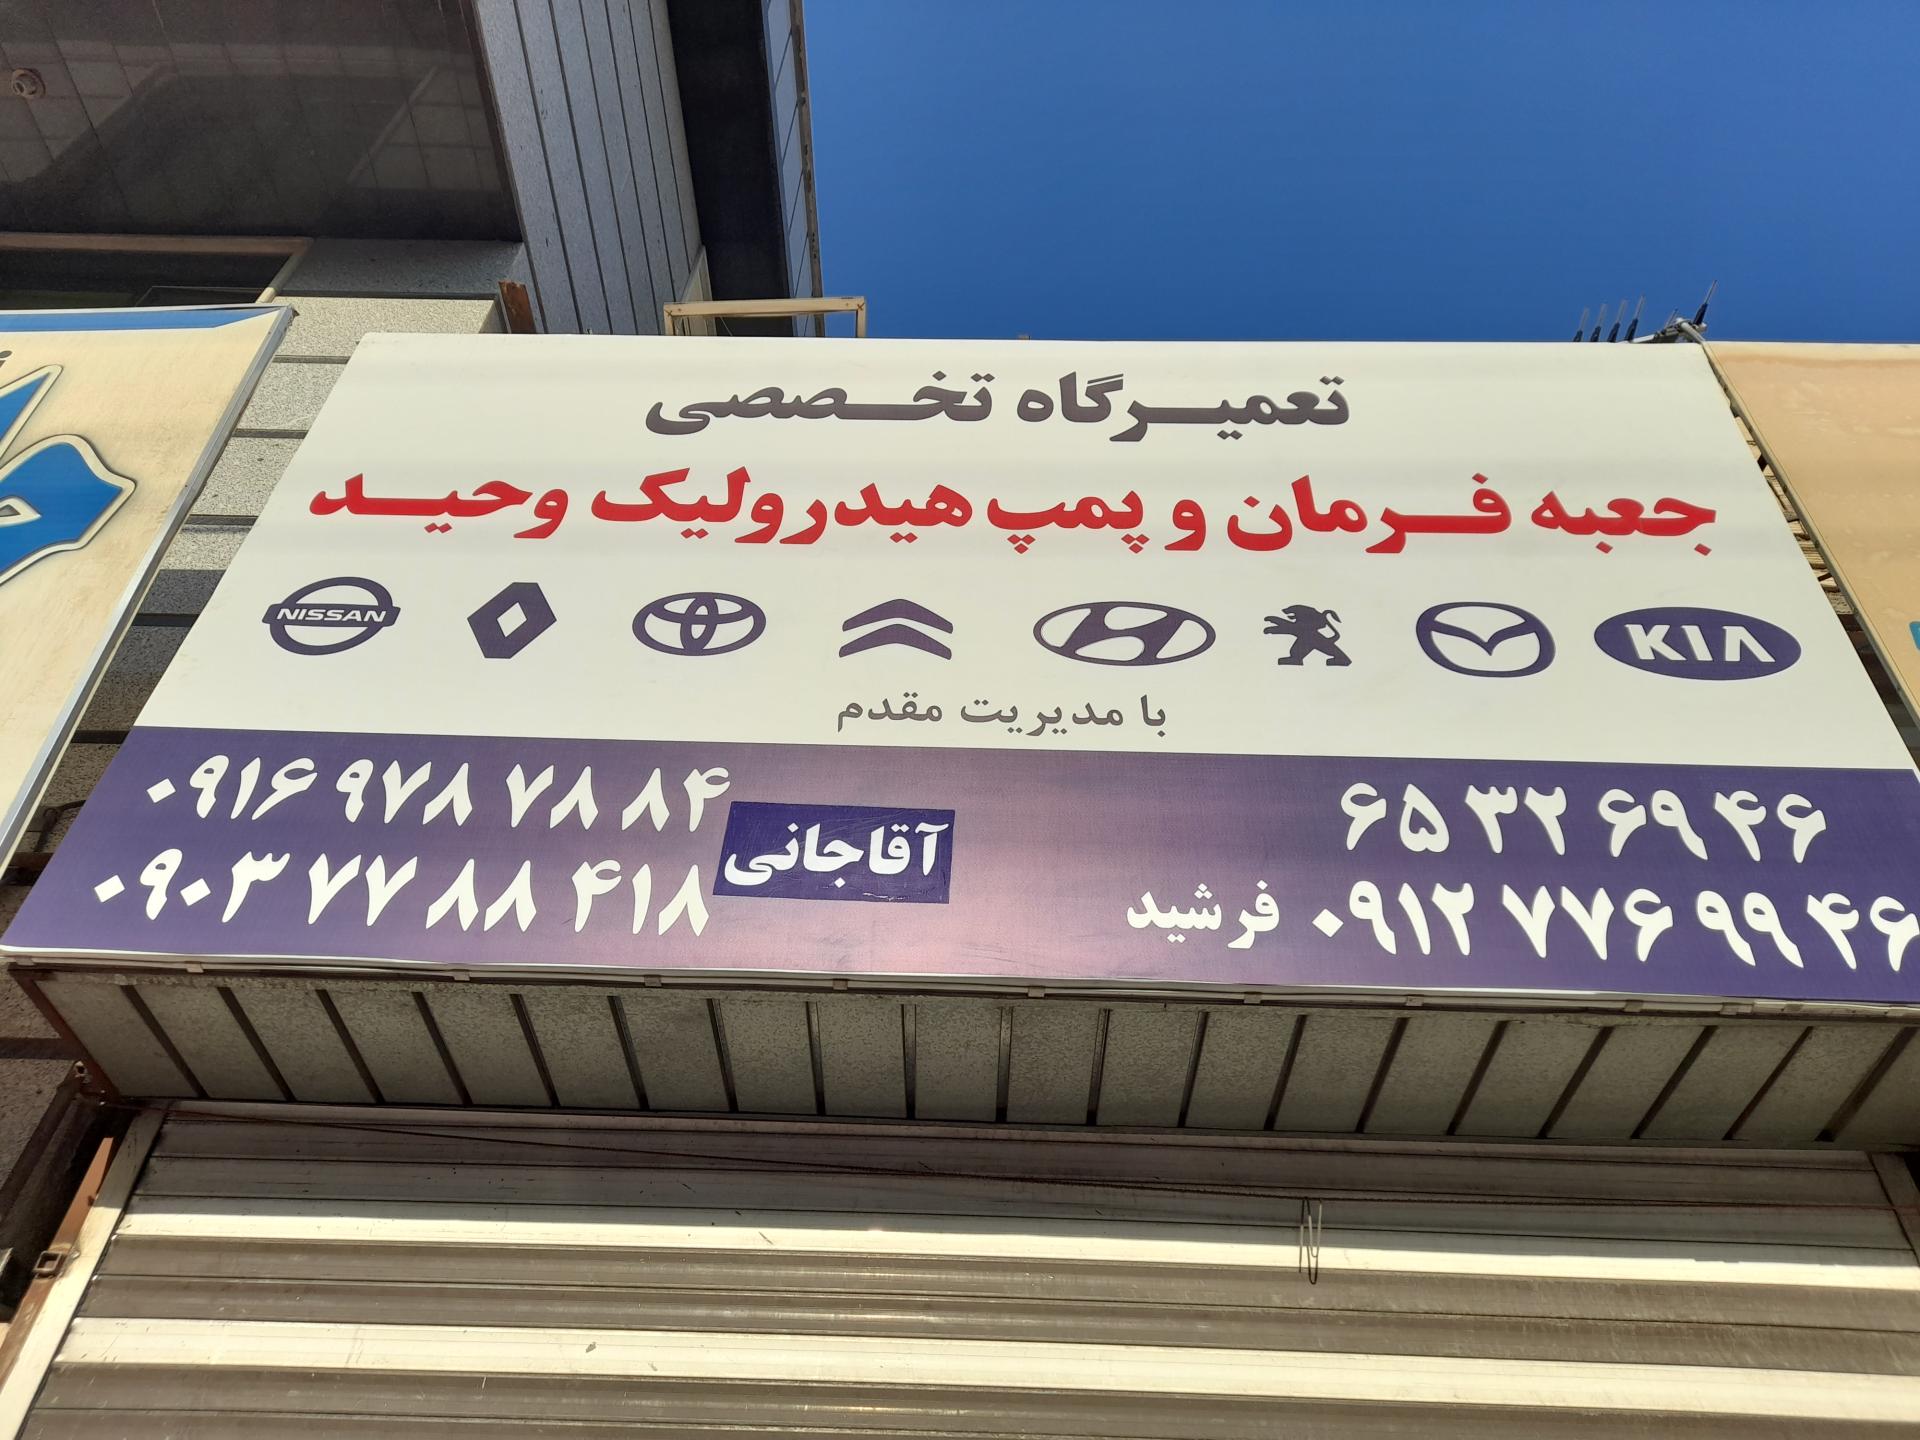 تعمیرگاه تخصصی
جعبه فرمان و پمپ هیدرولیک وحید
NISSAN
KIA
با مدیریت مقدم
۶۵ ۳۲ ۶۹ ۴۶
۰۹۱۲ ۷۷۶ ۹۹ ۴۶ فرشید
آقاجانی
۰۹۱۶ ۹۷۸ ۷۸ ۸۴
۰۹۰۳ ۷۷ ۸۸ ۴۱۸